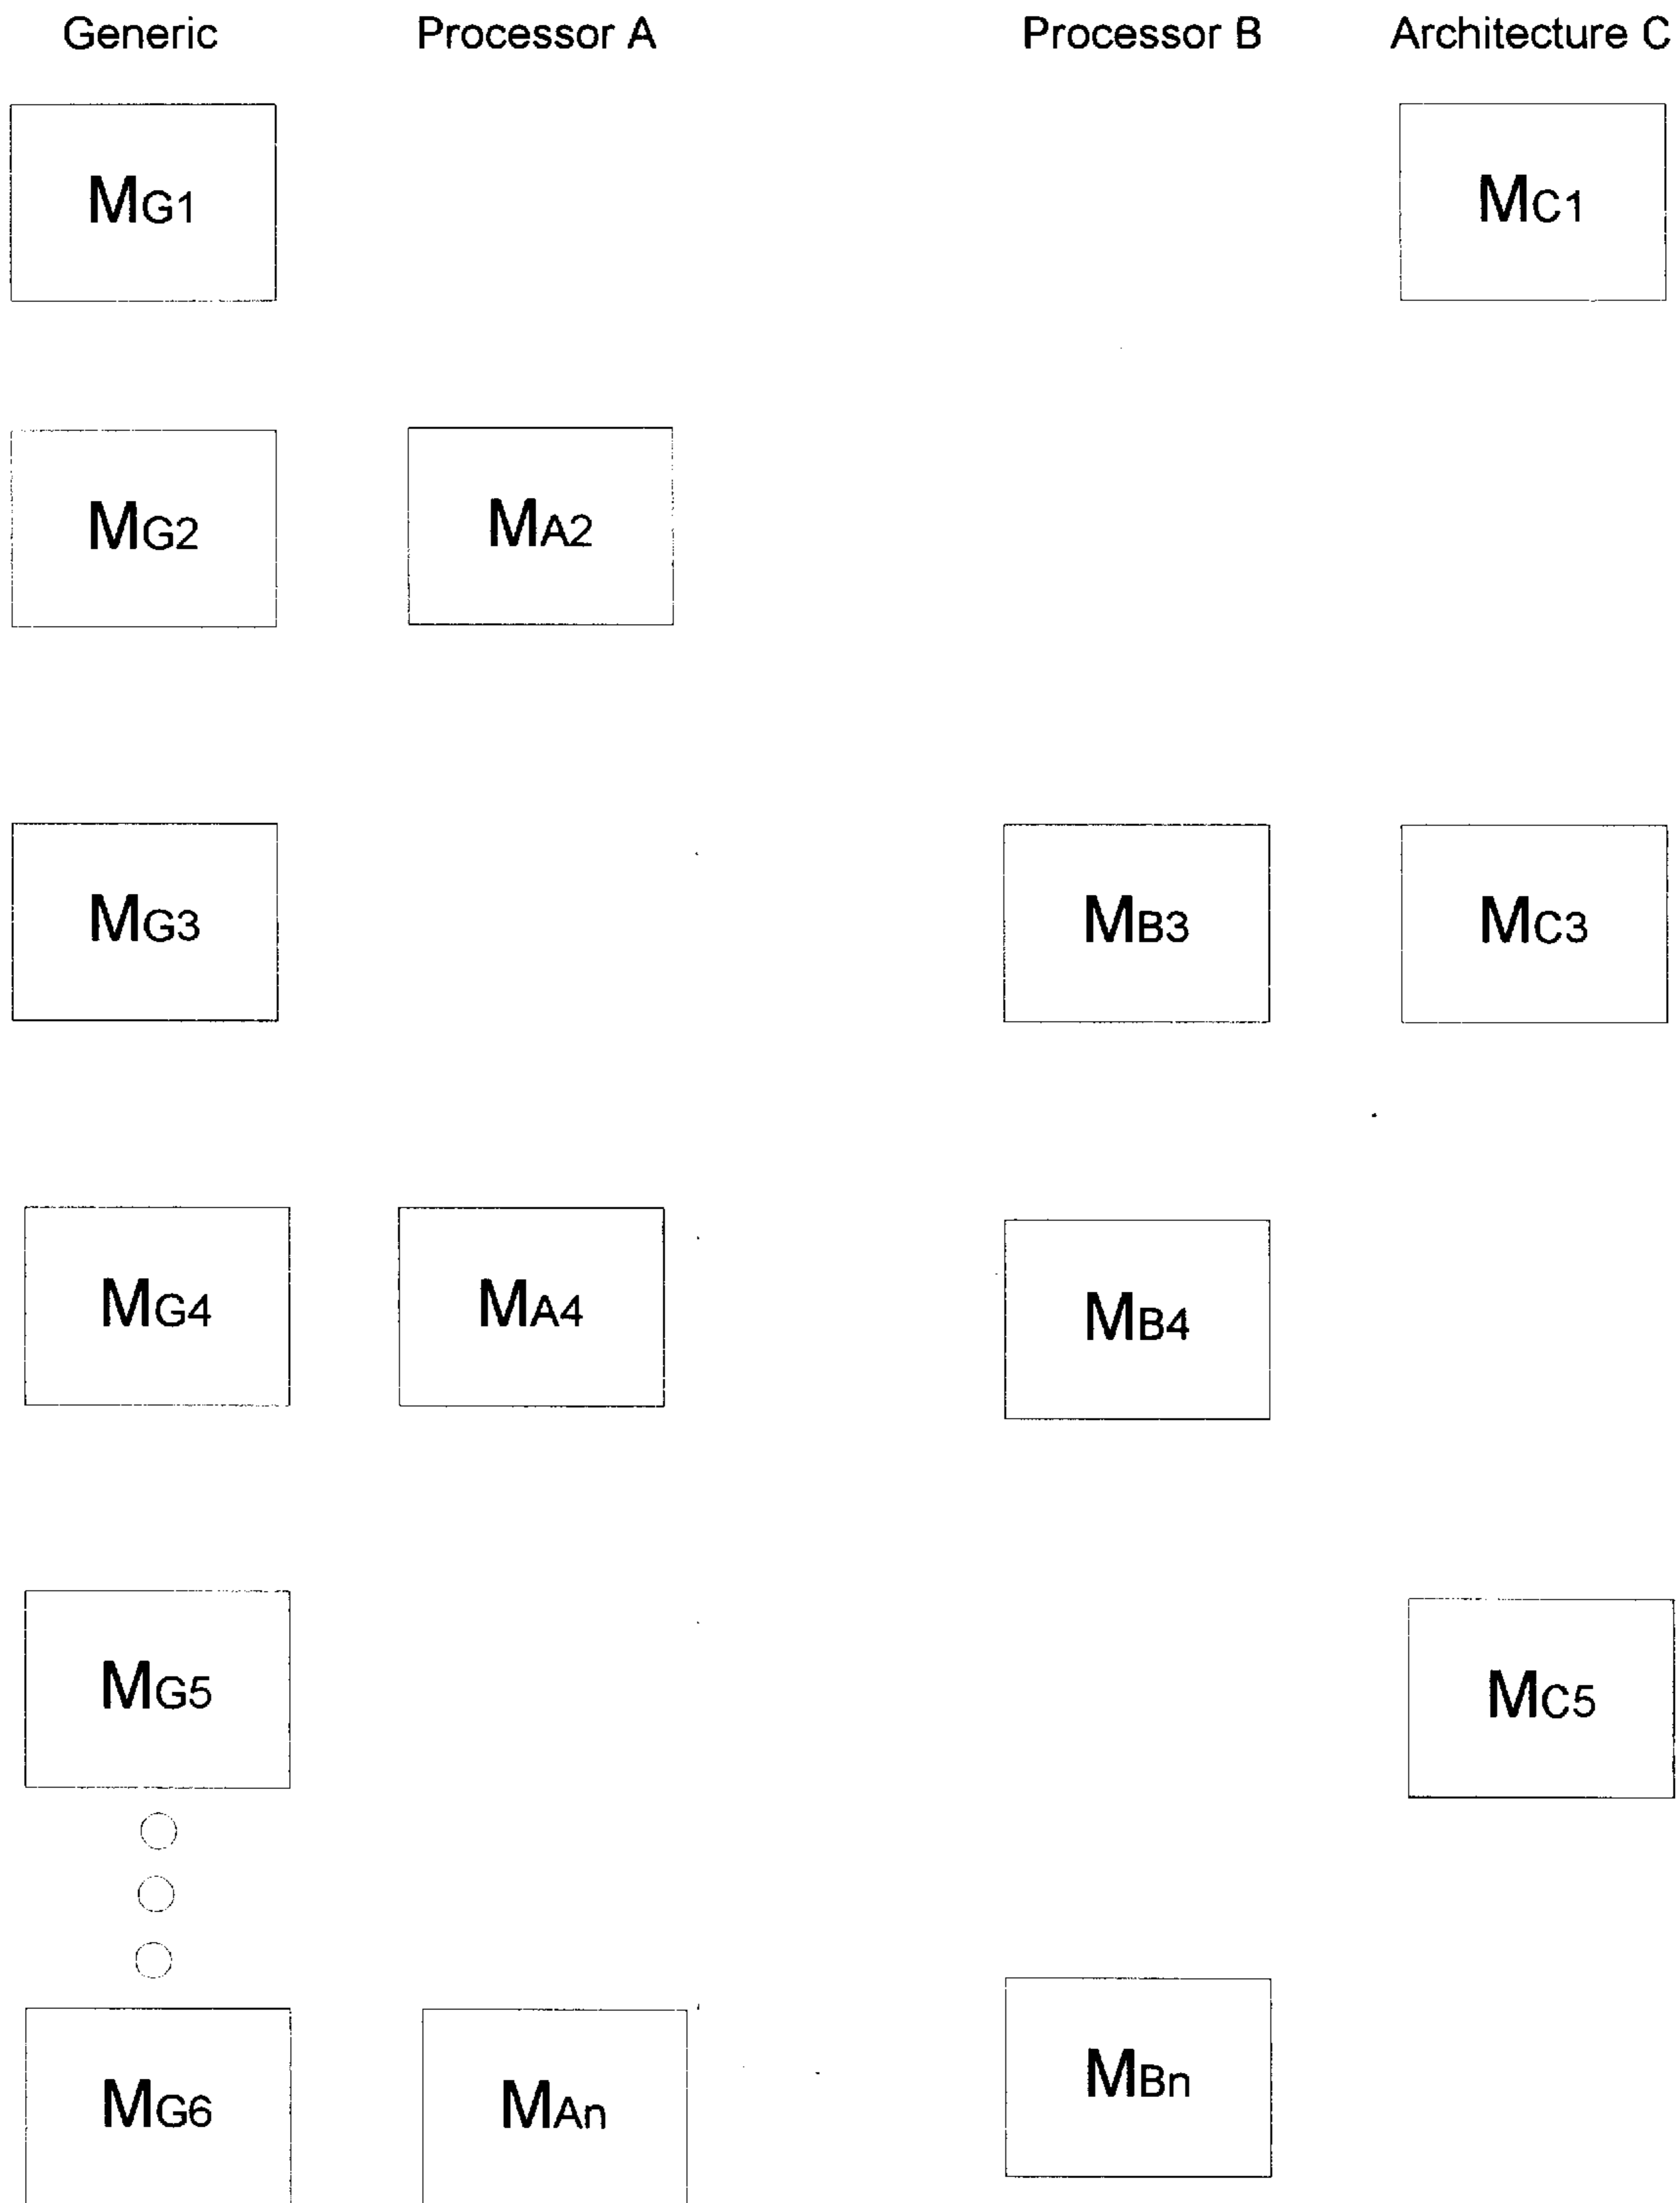 Generic Processor A Processor B Architecture C
MG1 MC1
MG2 MA2
MG3 MB3 MC3
MG4 MA4 MB4
MG5 MC5
MG6 MAn MBn